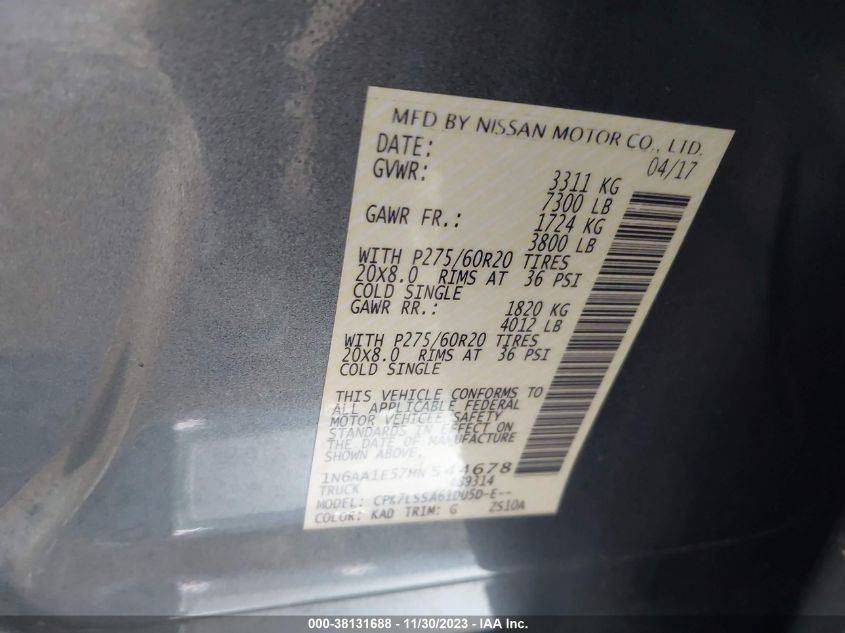 MFD BY NISSAN MOTOR CO., LTD.
DATE: 04/17
GVWR: 3311 KG
7300 LB
GAWR FR.: 1724 KG
3800 LB
WITH P275/60R20 TIRES
20X8.0 RIMS AT 36 PSI
COLD SINGLE
GAWR RR.: 1820 KG
4012 LB
WITH P275/60R20 TIRES
20X8.0 RIMS AT 36 PSI
COLD SINGLE
THIS VEHICLE CONFORMS TO
ALL APPLICABLE FEDERAL
MOTOR VEHICLE SAFETY
STANDARDS IN EFFECT ON
THE DATE OF MANUFACTURE
SHOWN ABOVE.
1N6AA1E57HN544678
TRUCK
MODEL:
COLOR: KAD TRIM: G ZS10A
000-38131688 - 11/30/2023 - IAA Inc.